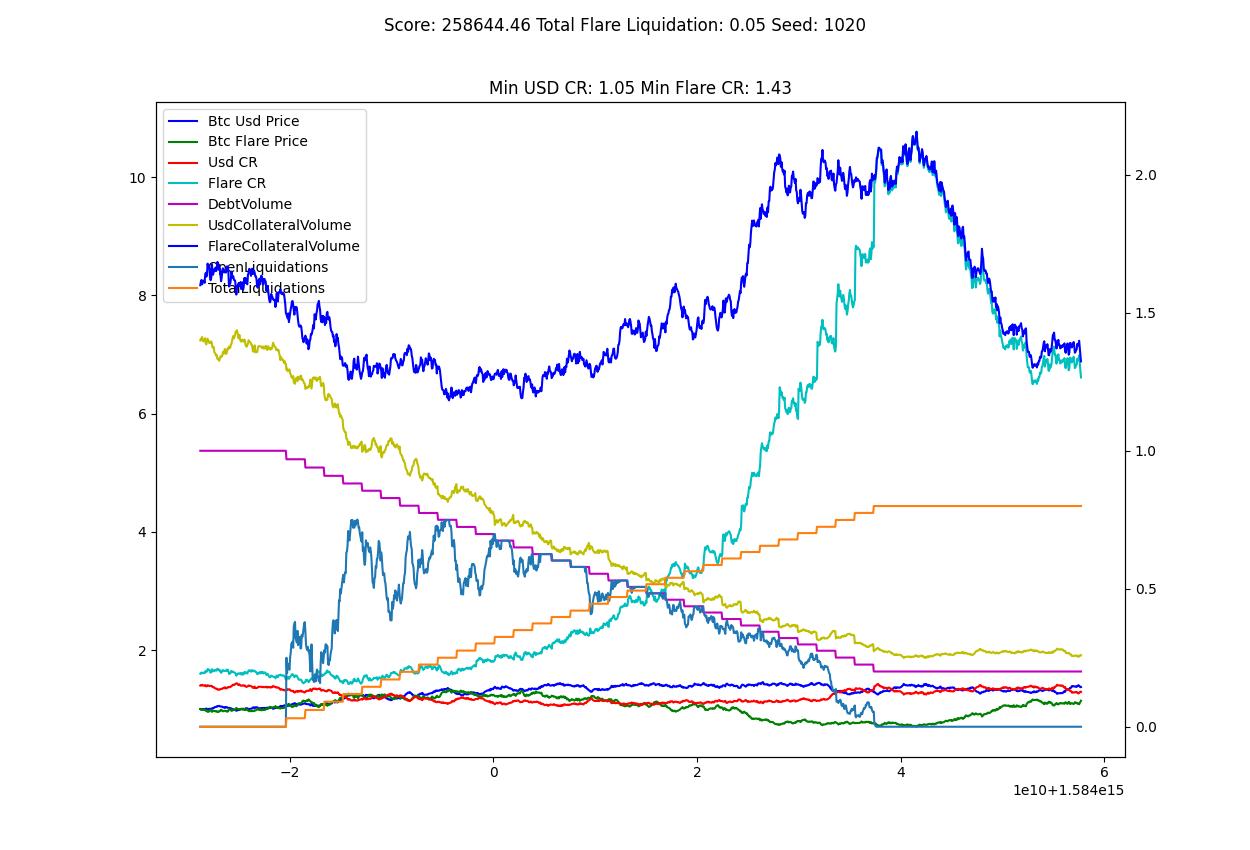 Score: 258644.46 Total Flare Liquidation: 0.05 Seed: 1020
Min USD CR: 1.05 Min Flare CR: 1.43
Btc Usd Price
Btc Flare Price
Usd CR
Flare CR
DebtVolume
UsdCollateralVolume
FlareCollateralVolume
OpenLiquidations
TotalLiquidations
10
8
6
4
2
2.0
1.5
1.0
0.5
0.0
−2 0 2 4 6
1e10+1.584e15